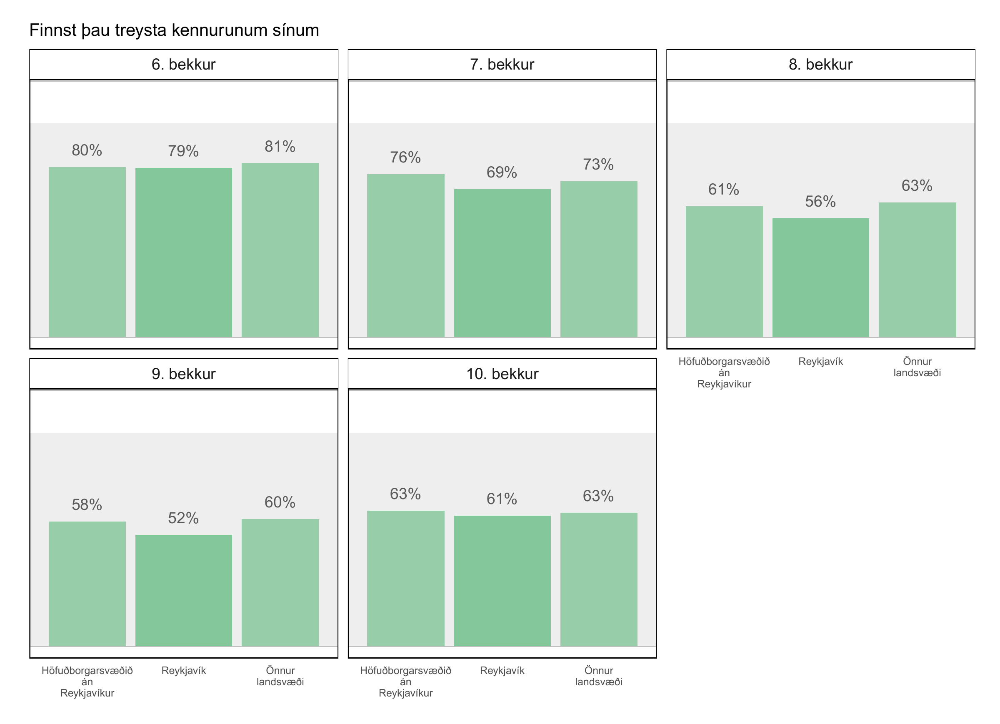 Finnst þau treysta kennurunum sínum
6. bekkur
80%
79%
81%
7. bekkur
76%
69%
73%
8. bekkur
61%
56%
63%
Höfuðborgarsvæðið
án
Reykjavíkur
Reykjavík
Önnur
landsvæði
9. bekkur
58%
52%
60%
Höfuðborgarsvæðið
án
Reykjavíkur
Reykjavík
Önnur
landsvæði
10. bekkur
63%
61%
63%
Höfuðborgarsvæðið
án
Reykjavíkur
Reykjavík
Önnur
landsvæði